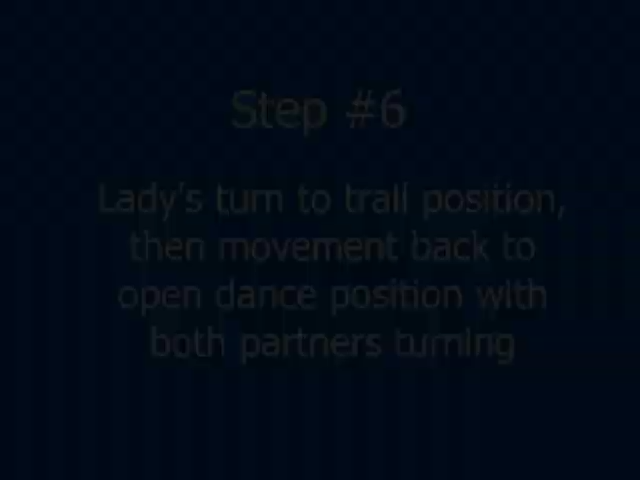 Step #6
Lady's turn to trail position,
then movement back to
open dance position with
both partners turning